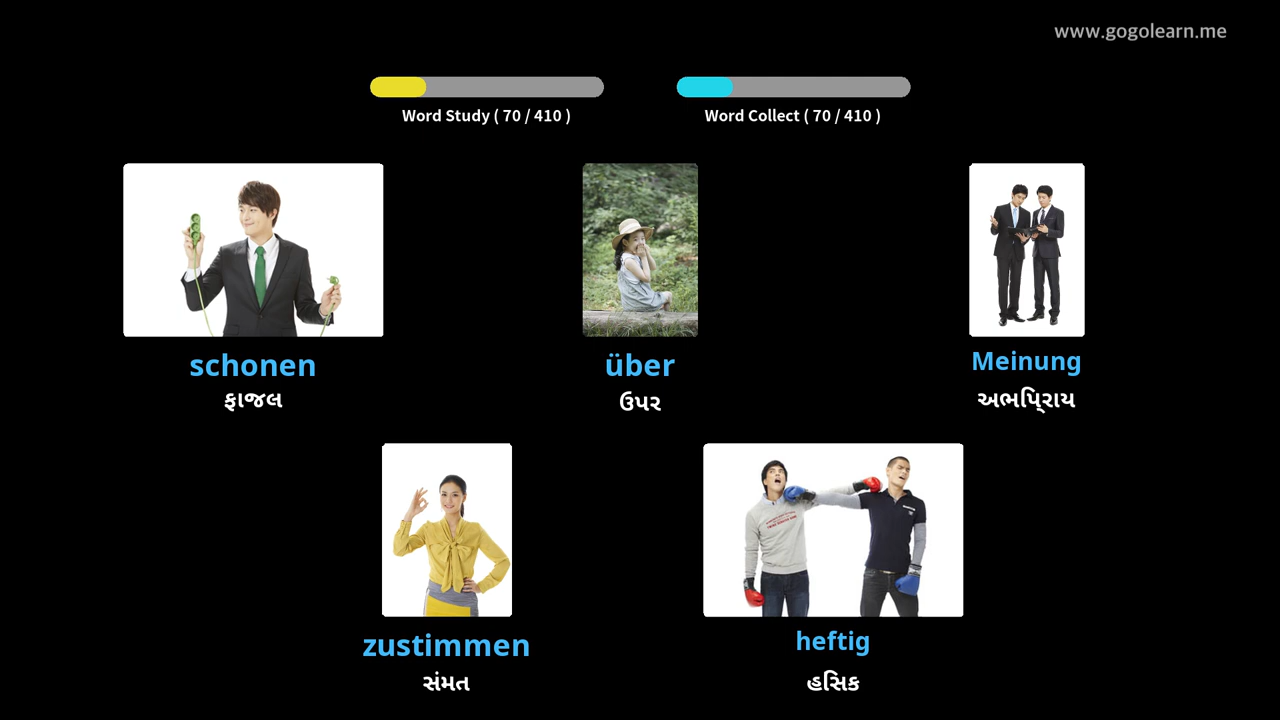 www.gogolearn.me
Word Study ( 70 / 410 )
Word Collect ( 70 / 410 )
schonen
über
Meinung
ફાજલ
ઉપર
અભિપ્રાય
zustimmen
heftig
સંમત
હિંસક